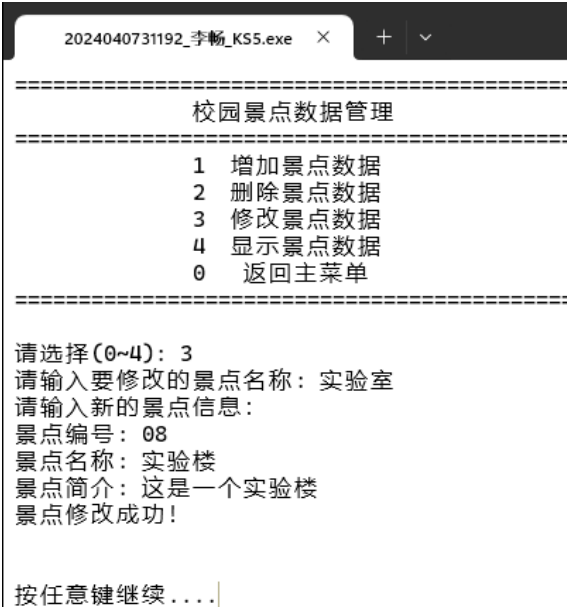 2024040731192_李畅_KS5.exe
==============================================
校园景点数据管理
==============================================
1 增加景点数据
2 删除景点数据
3 修改景点数据
4 显示景点数据
0 返回主菜单
==============================================
请选择(0~4): 3
请输入要修改的景点名称: 实验室
请输入新的景点信息:
景点编号: 08
景点名称: 实验楼
景点简介: 这是一个实验楼
景点修改成功!
按任意键继续....